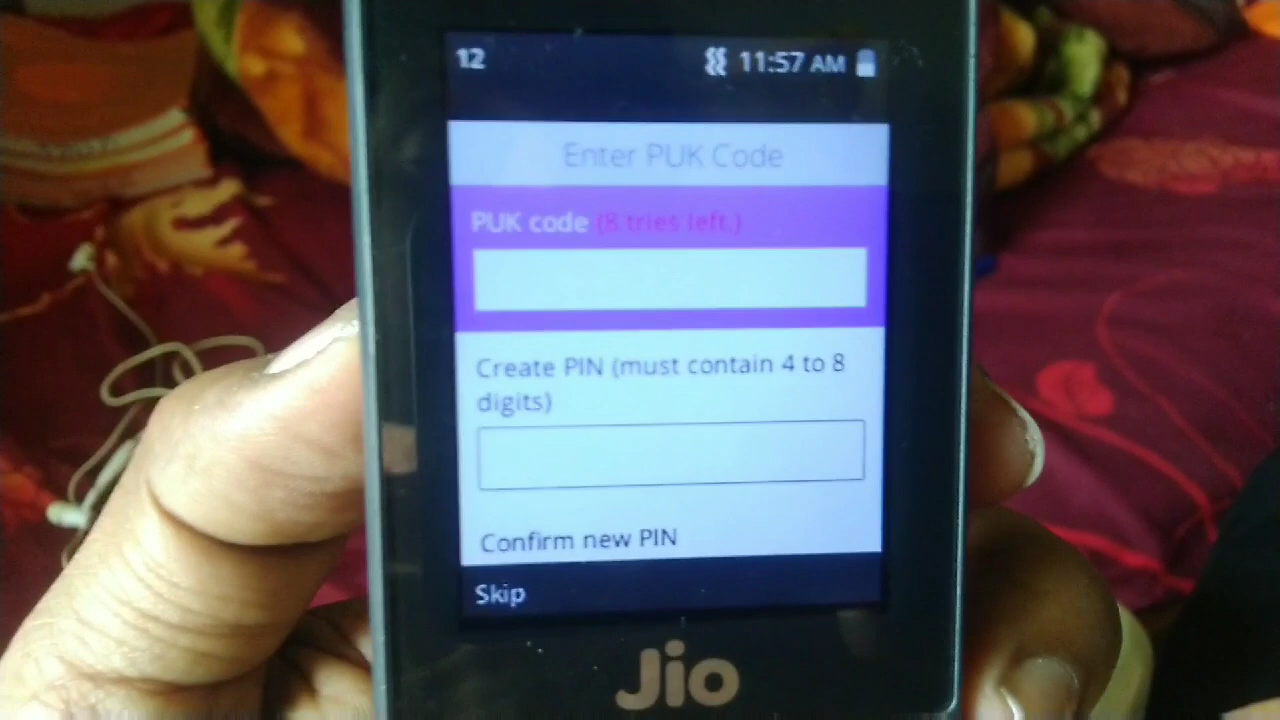 12 11:57 AM
Enter PUK Code
PUK code (8 tries left.)
Create PIN (must contain 4 to 8
digits)
Confirm new PIN
Skip
Jio